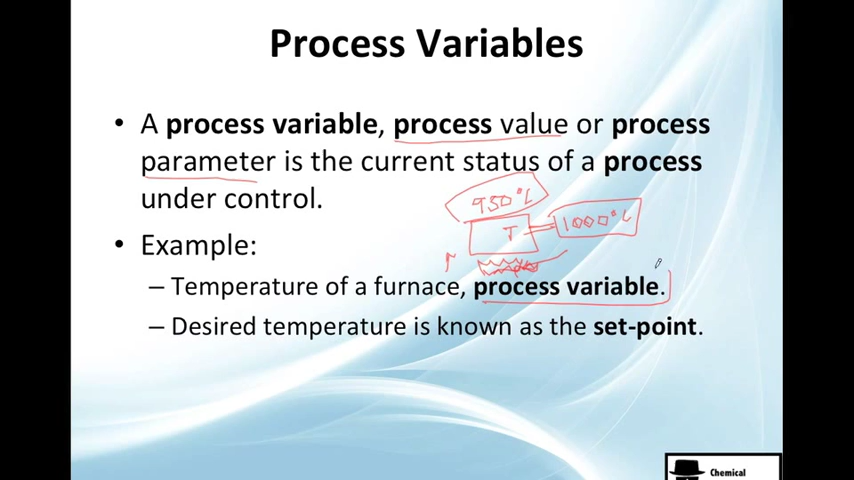 Process Variables
• A process variable, process value or process
parameter is the current status of a process
under control.
950°C
1000°C
T
• Example:
– Temperature of a furnace, process variable.
– Desired temperature is known as the set-point.
Chemical